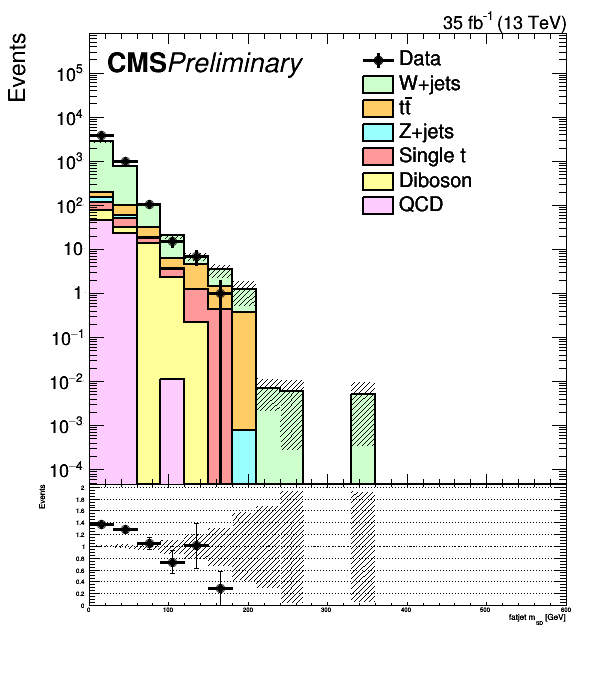 35 fb⁻¹ (13 TeV)
Events
CMS Preliminary
Data
W+jets
tt̄
Z+jets
Single t
Diboson
QCD
10⁵
10⁴
10³
10²
10
1
10⁻¹
10⁻²
10⁻³
10⁻⁴
Events
2
1.8
1.6
1.4
1.2
1
0.8
0.6
0.4
0.2
0
0 100 200 300 400 500 600
fatjet m_SD [GeV]